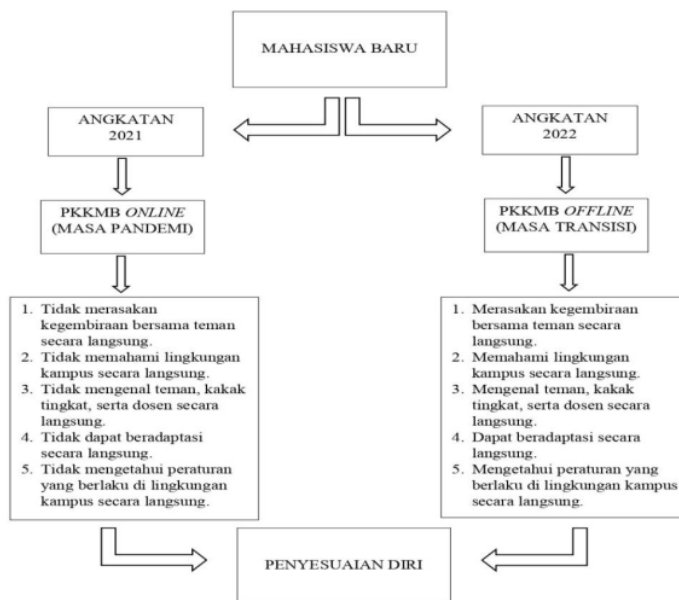 MAHASISWA BARU
ANGKATAN
2021
ANGKATAN
2022
PKKMB ONLINE
(MASA PANDEMI)
PKKMB OFFLINE
(MASA TRANSISI)
1. Tidak merasakan
kegembiraan bersama teman
secara langsung.
2. Tidak memahami lingkungan
kampus secara langsung.
3. Tidak mengenal teman, kakak
tingkat, serta dosen secara
langsung.
4. Tidak dapat beradaptasi
secara langsung.
5. Tidak mengetahui peraturan
yang berlaku di lingkungan
kampus secara langsung.
1. Merasakan kegembiraan
bersama teman secara
langsung.
2. Memahami lingkungan
kampus secara langsung.
3. Mengenal teman, kakak
tingkat, serta dosen secara
langsung.
4. Dapat beradaptasi secara
langsung.
5. Mengetahui peraturan yang
berlaku di lingkungan kampus
secara langsung.
PENYESUAIAN DIRI